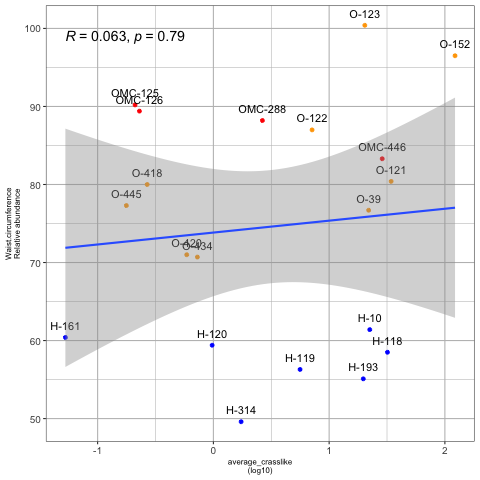 R = 0.063, p = 0.79
O-123
O-152
OMC-125
OMC-126
OMC-288
O-122
OMC-446
O-418
O-121
O-445
O-39
O-420
O-434
H-161
H-10
H-120
H-118
H-119
H-193
H-314
100
90
80
70
60
50
-1
0
1
2
Waist.circumference
Relative abundance
average_crasslike
(log10)